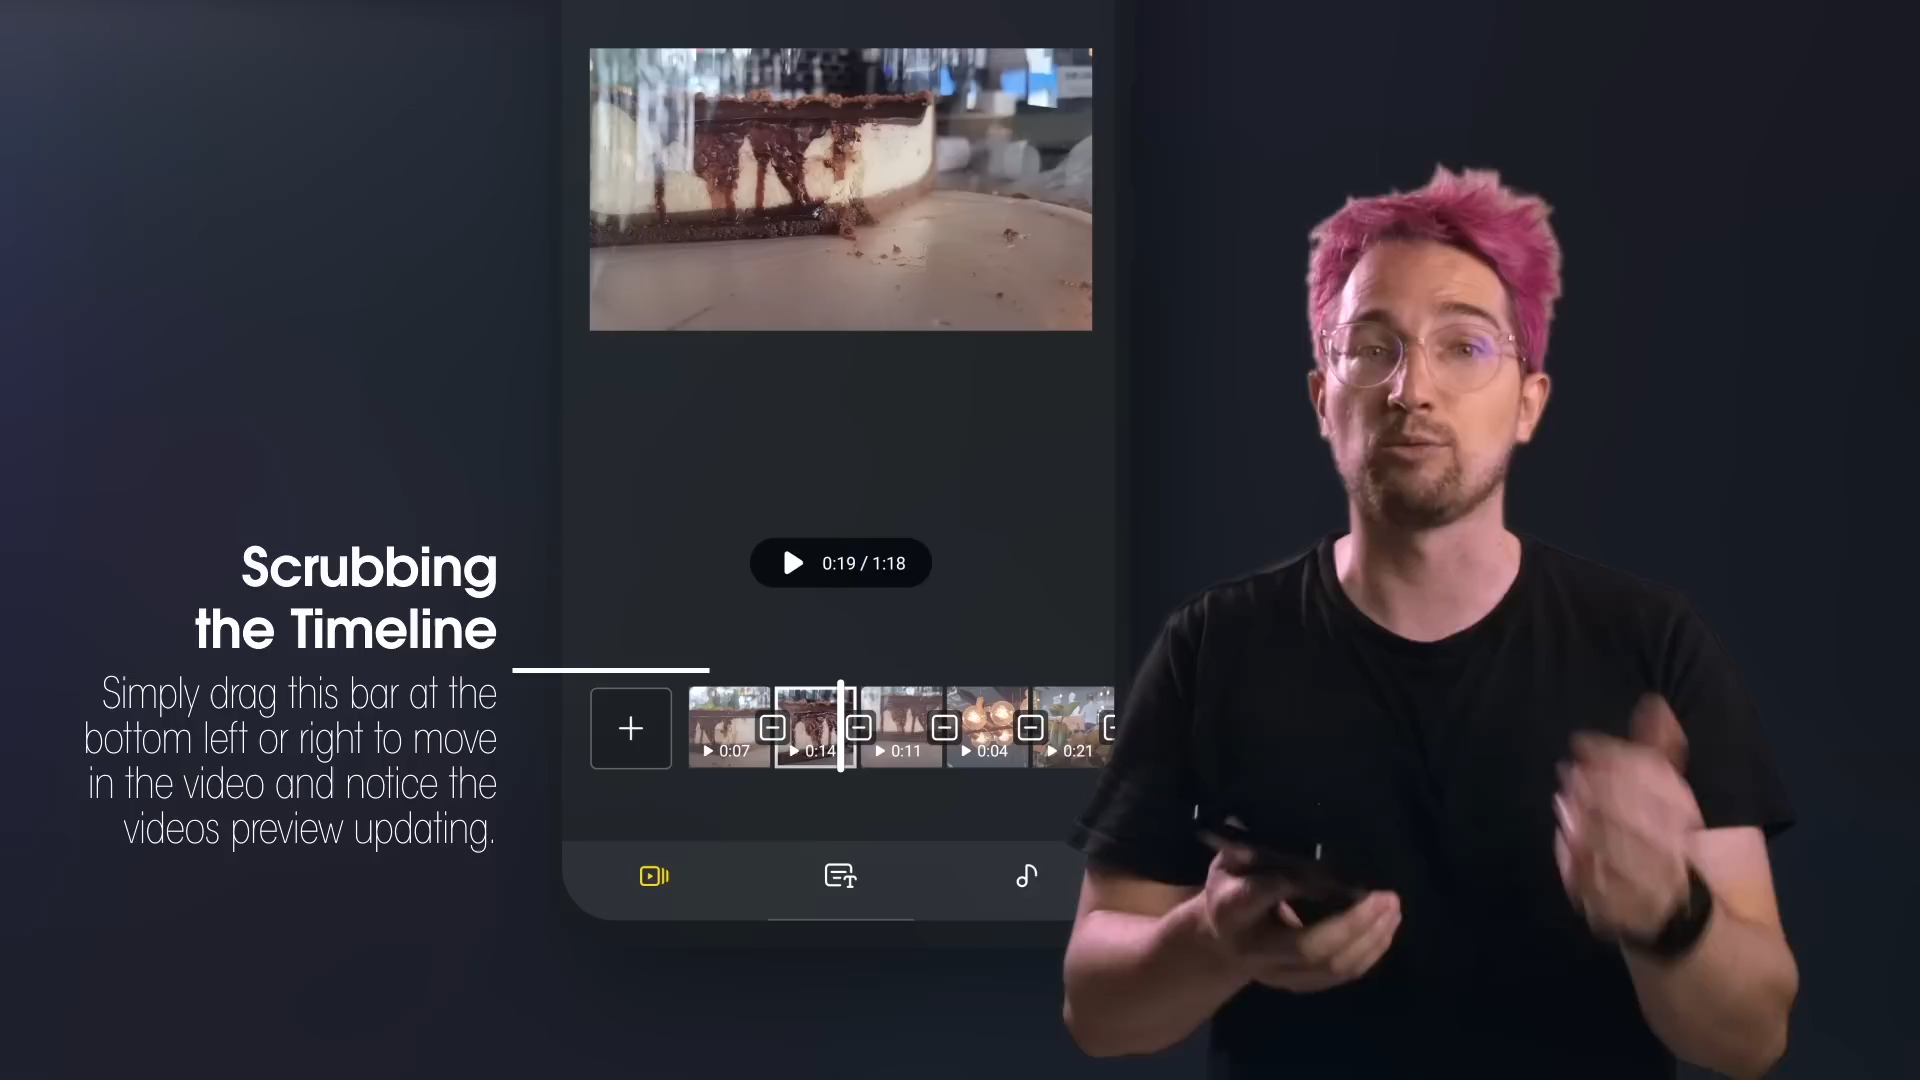 Scrubbing
the Timeline
Simply drag this bar at the
bottom left or right to move
in the video and notice the
videos preview updating.
0:19 / 1:18
0:07
0:14
0:11
0:04
0:21